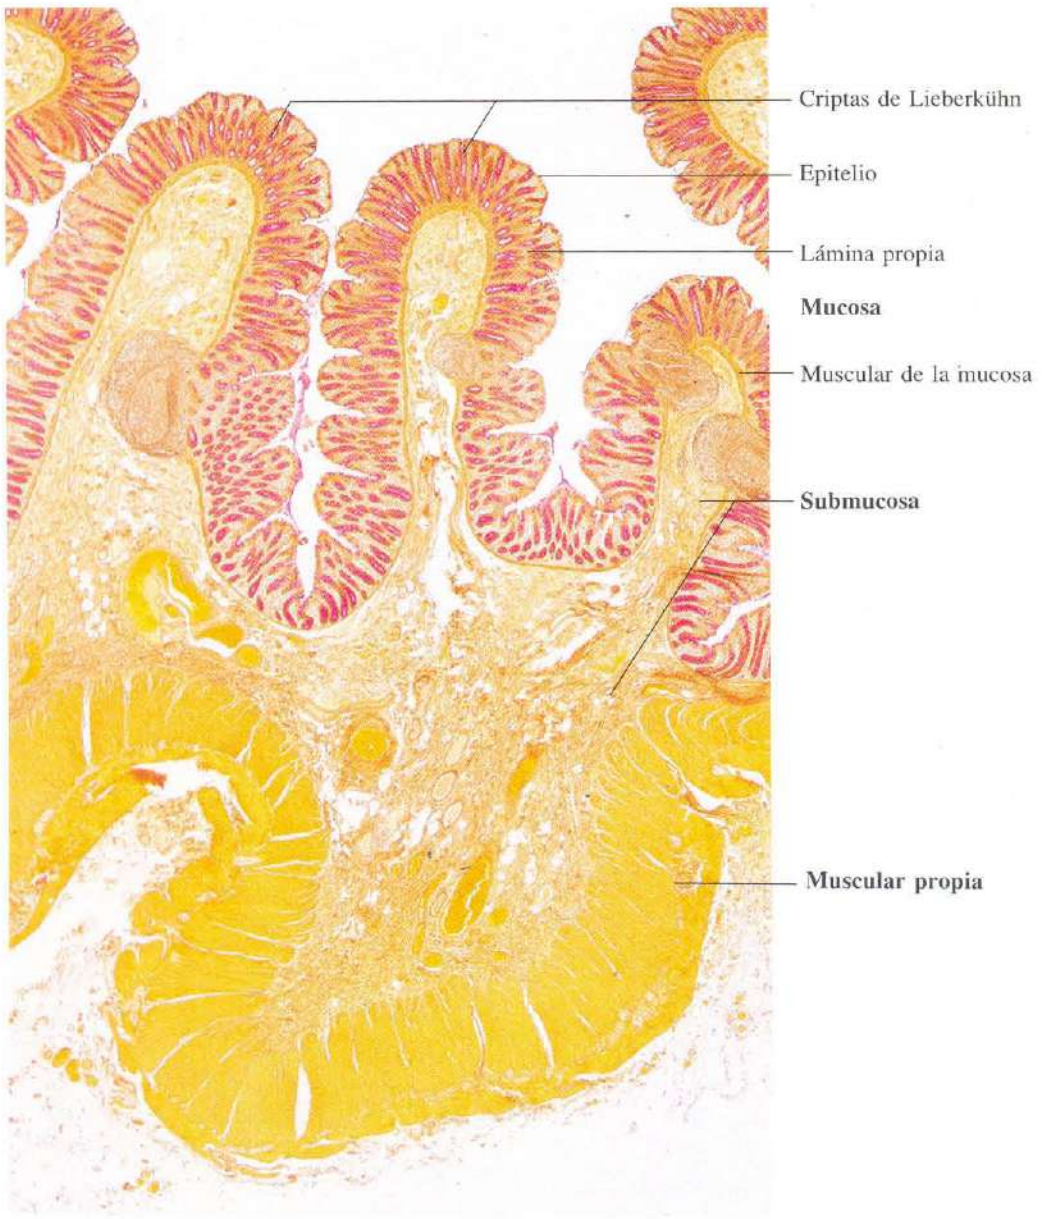 Criptas de Lieberkühn
Epitelio
Lámina propia
Mucosa
Muscular de la mucosa
Submucosa
Muscular propia